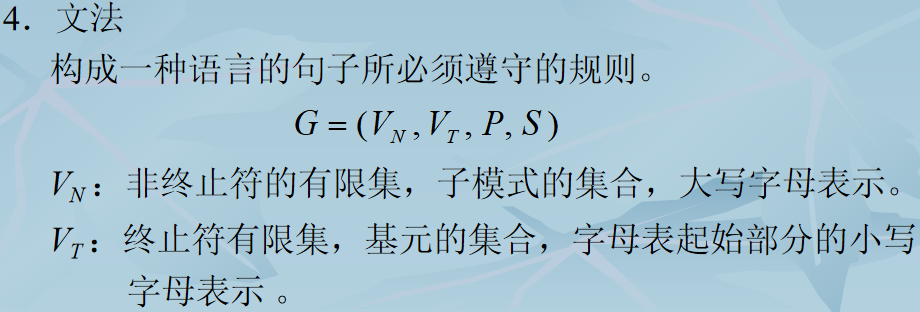 4. 文法
构成一种语言的句子所必须遵守的规则。
G = (V_N, V_T, P, S)
V_N：非终止符的有限集，子模式的集合，大写字母表示。
V_T：终止符有限集，基元的集合，字母表起始部分的小写
字母表示 。